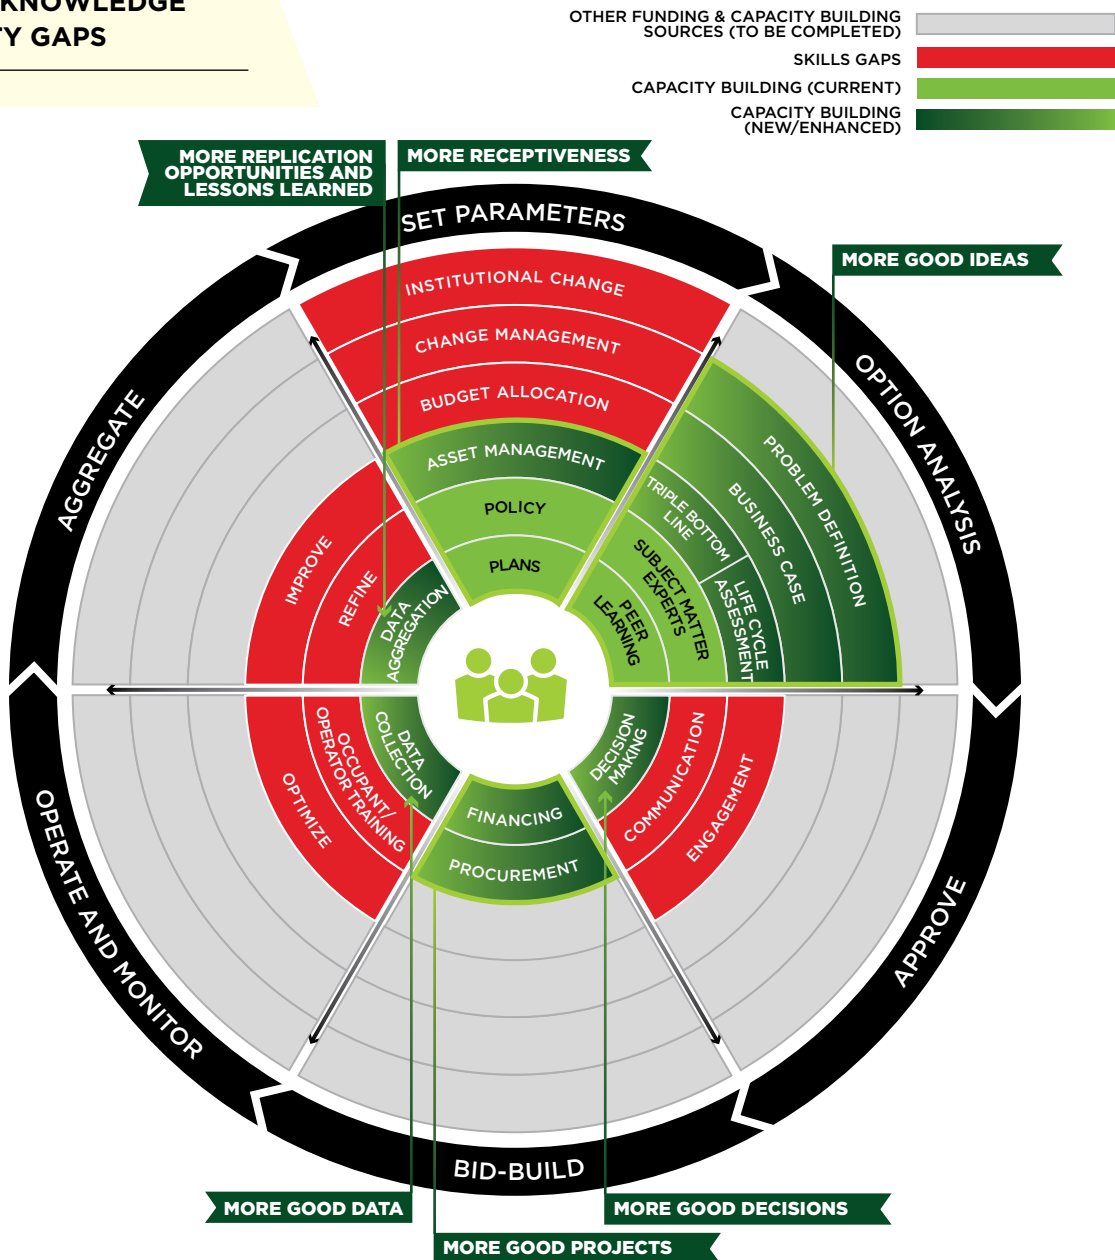 KNOWLEDGE
GAPS
OTHER FUNDING & CAPACITY BUILDING
SOURCES (TO BE COMPLETED)
SKILLS GAPS
CAPACITY BUILDING (CURRENT)
CAPACITY BUILDING
(NEW/ENHANCED)
MORE REPLICATION
OPPORTUNITIES AND
LESSONS LEARNED
MORE RECEPTIVENESS
MORE GOOD IDEAS
SET PARAMETERS
INSTITUTIONAL CHANGE
CHANGE MANAGEMENT
BUDGET ALLOCATION
ASSET MANAGEMENT
POLICY
PLANS
OPTION ANALYSIS
PROBLEM DEFINITION
BUSINESS CASE
TRIPLE BOTTOM
LINE
LIFE CYCLE
ASSESSMENT
SUBJECT MATTER
EXPERTS
PEER
LEARNING
APPROVE
DECISION
MAKING
COMMUNICATION
ENGAGEMENT
BID-BUILD
FINANCING
PROCUREMENT
OPERATE AND MONITOR
DATA
COLLECTION
OCCUPANT/
OPERATOR TRAINING
OPTIMIZE
AGGREGATE
IMPROVE
REFINE
DATA
AGGREGATION
MORE GOOD DATA
MORE GOOD DECISIONS
MORE GOOD PROJECTS